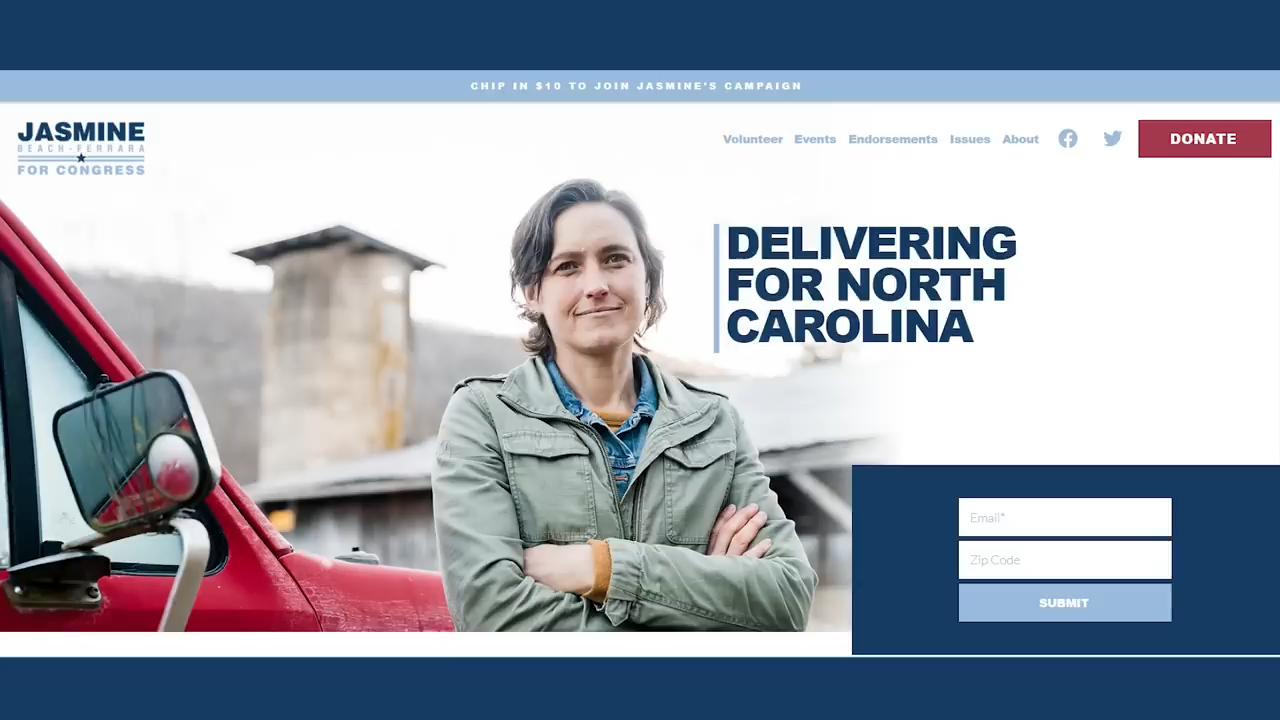 CHIP IN $10 TO JOIN JASMINE'S CAMPAIGN
JASMINE
BEACH-FERRARA
FOR CONGRESS
Volunteer Events Endorsements Issues About
DONATE
DELIVERING
FOR NORTH
CAROLINA
Email*
Zip Code
SUBMIT